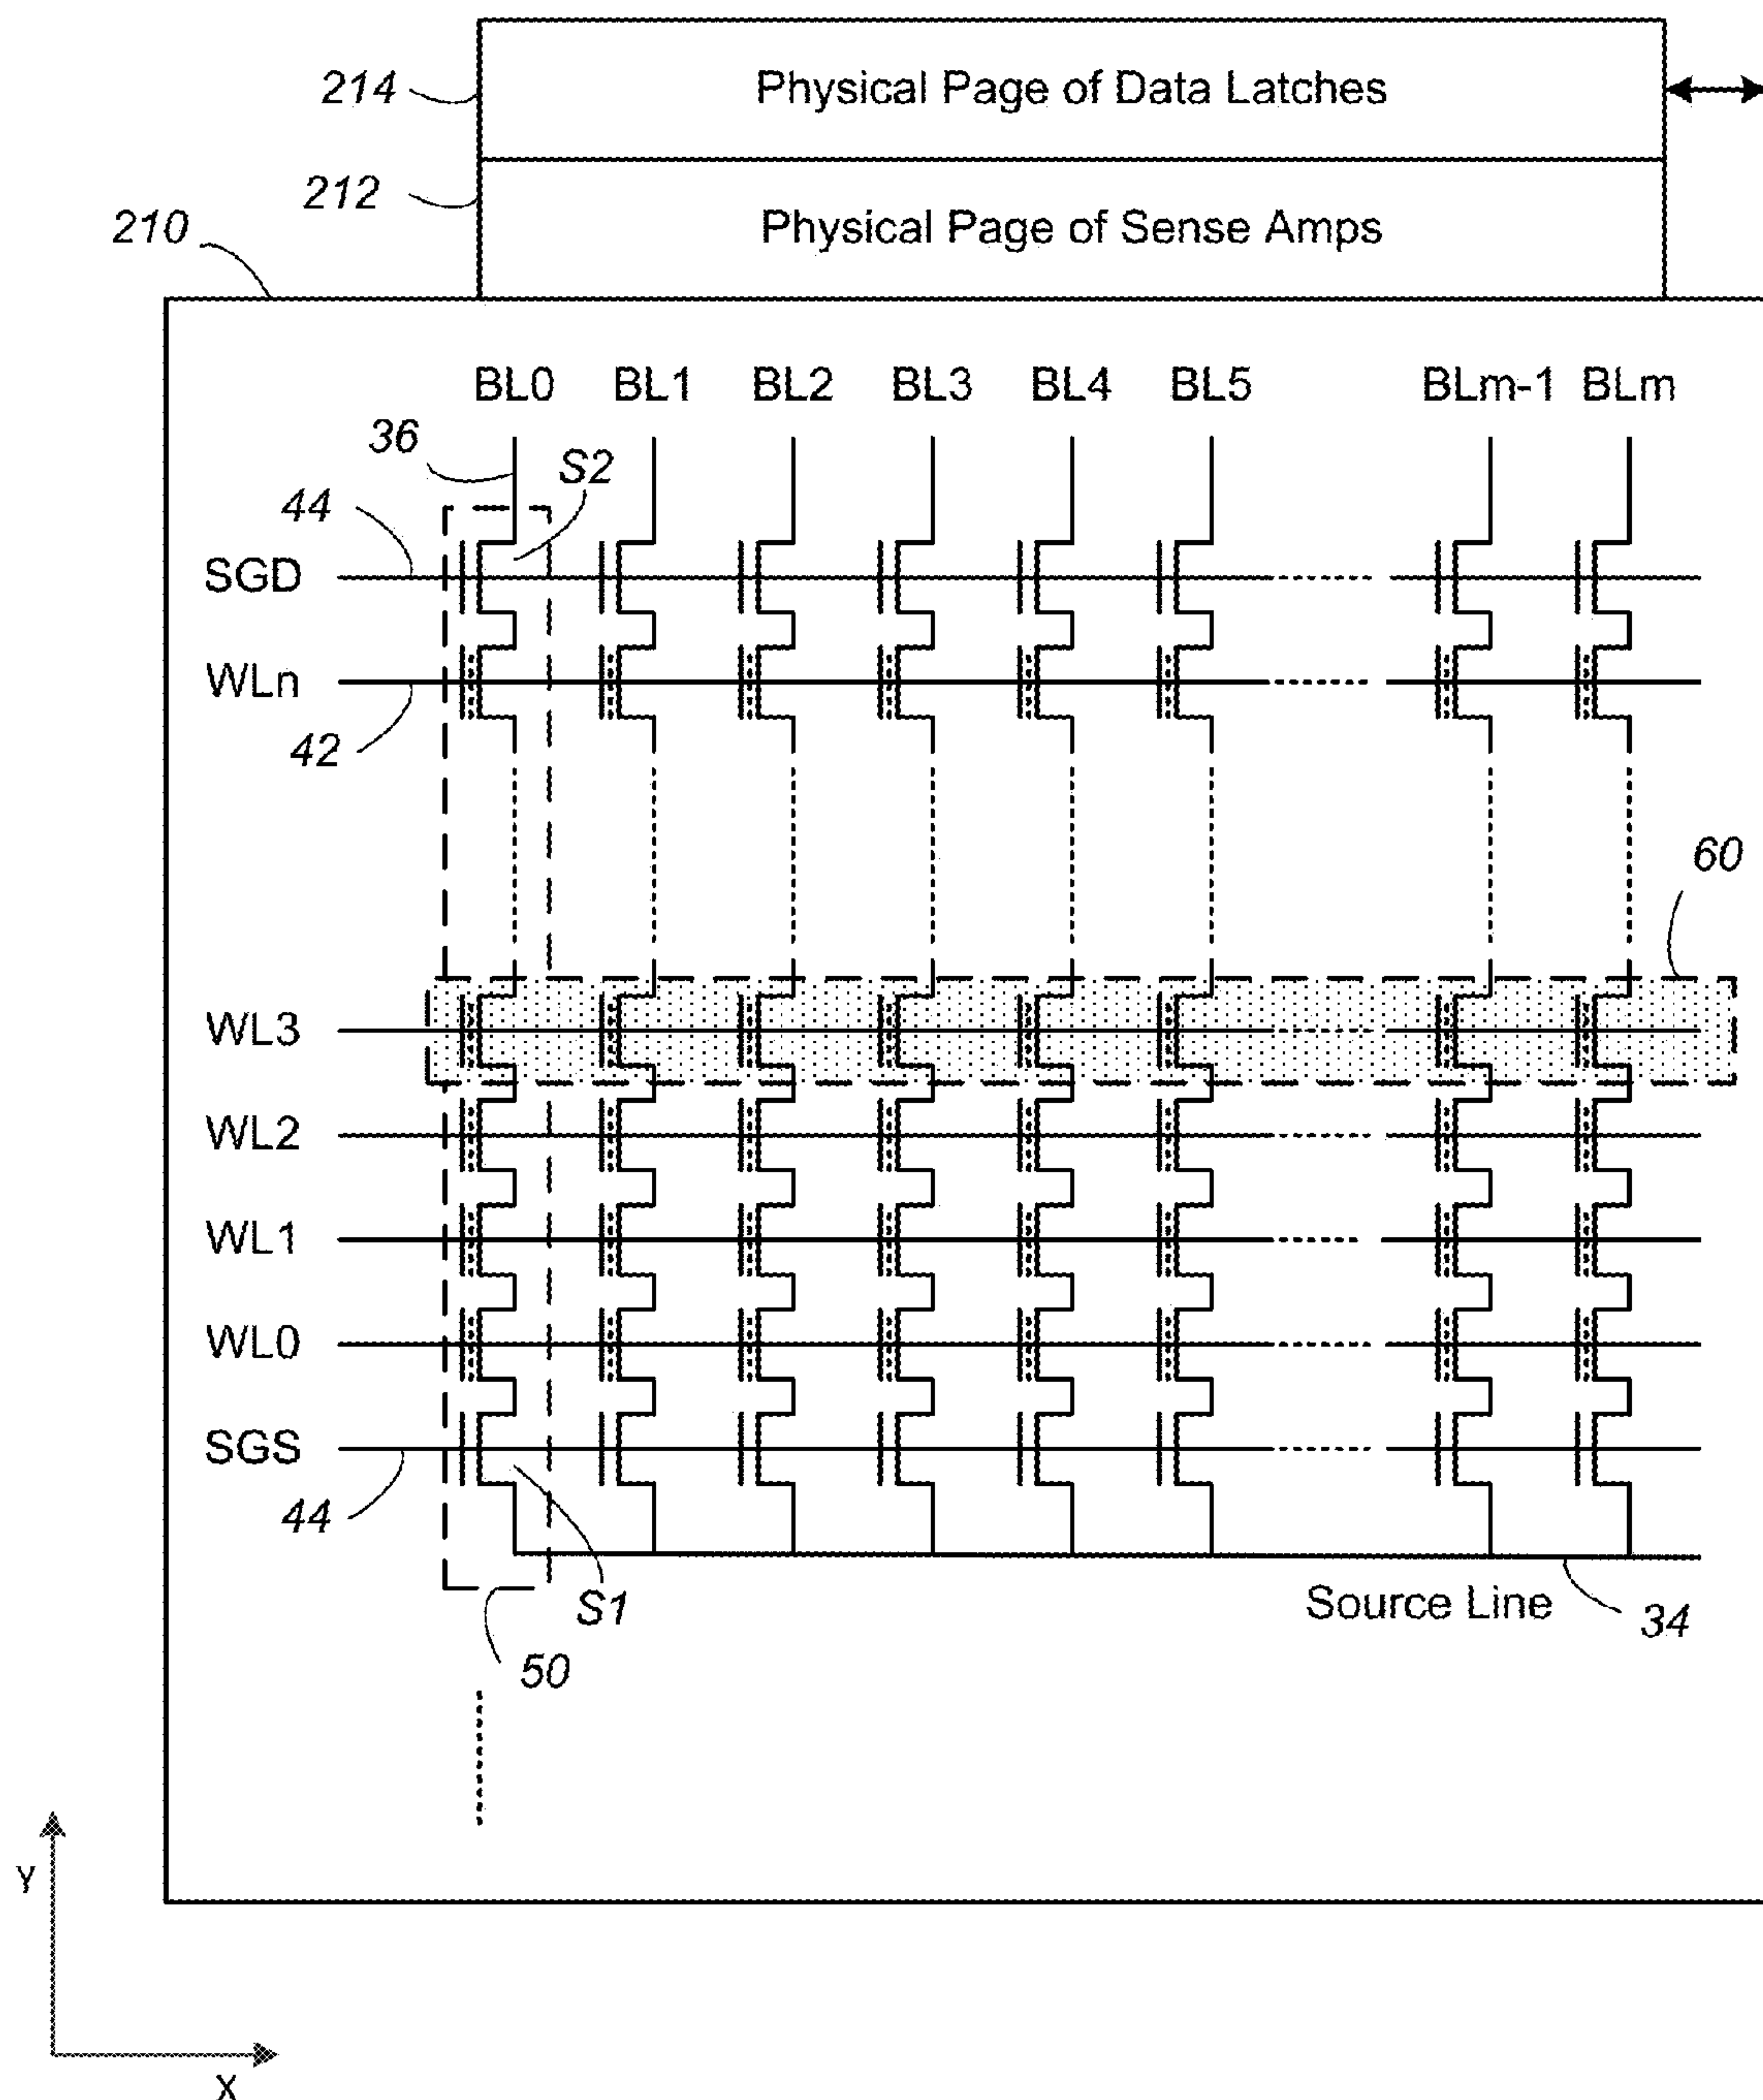 214
Physical Page of Data Latches
212
Physical Page of Sense Amps
210
BL0 BL1 BL2 BL3 BL4 BL5 BLm-1 BLm
36
S2
44
SGD
WLn
42
60
WL3
WL2
WL1
WL0
SGS
44
S1
Source Line
34
50
Y
X